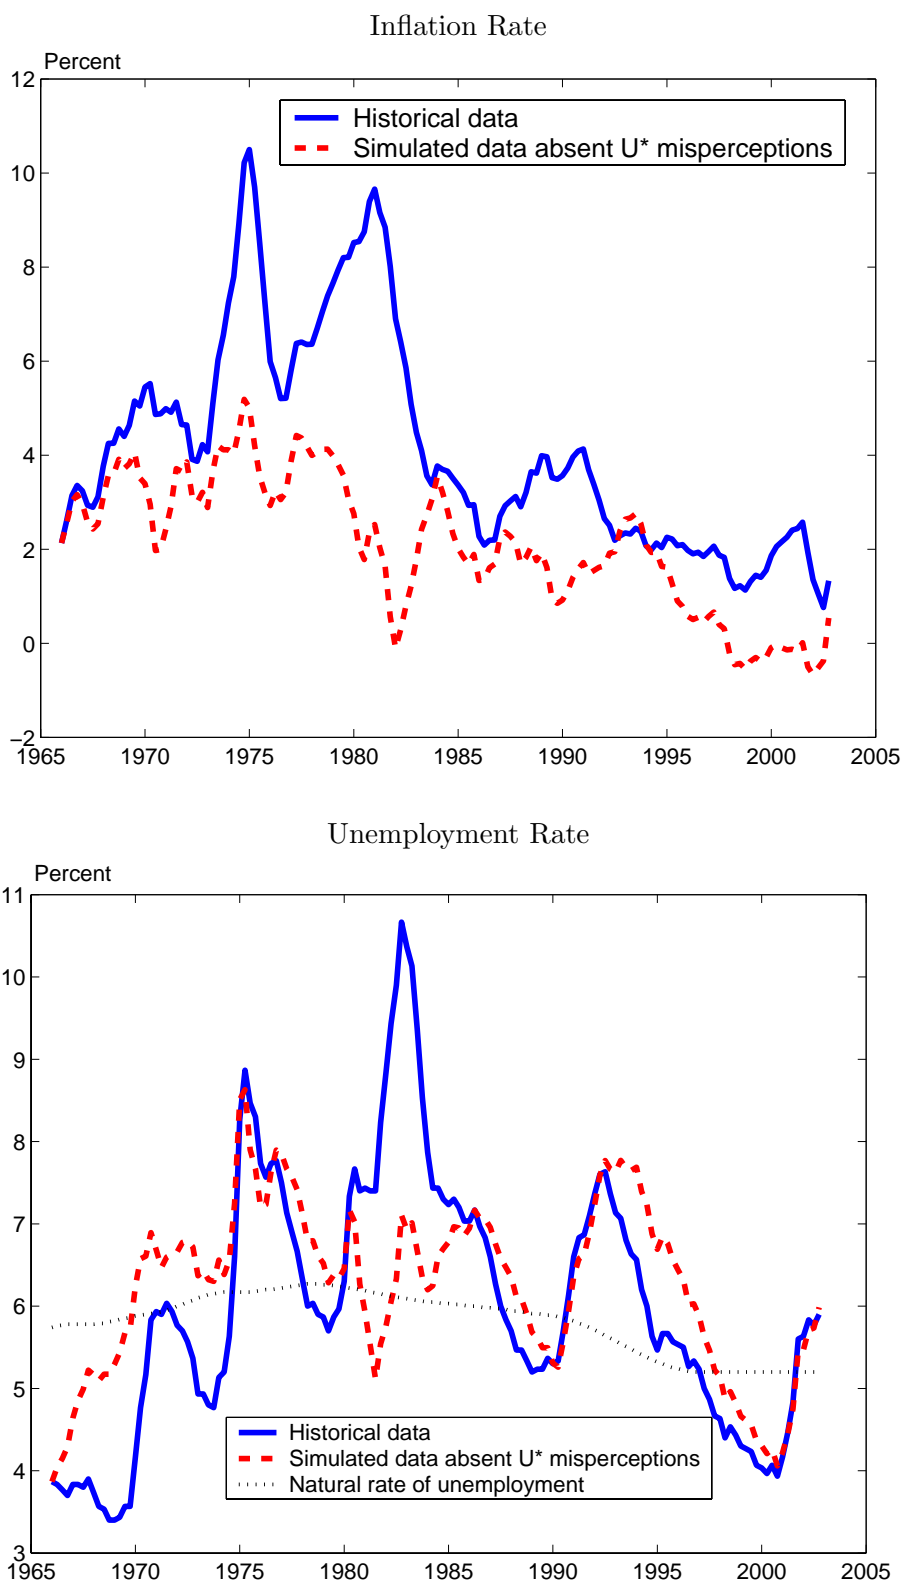 Inflation Rate
Percent
12
Historical data
Simulated data absent U* misperceptions
10
8
6
4
2
0
−2
1965 1970 1975 1980 1985 1990 1995 2000 2005
Unemployment Rate
Percent
11
10
9
8
7
6
5
Historical data
Simulated data absent U* misperceptions
4
Natural rate of unemployment
3
1965 1970 1975 1980 1985 1990 1995 2000 2005